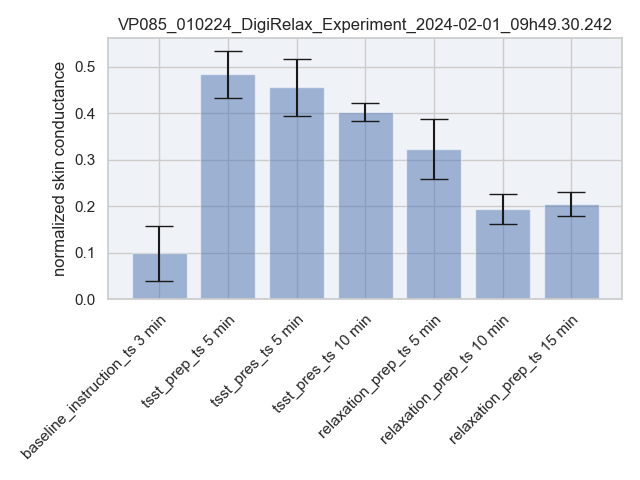 VP085_010224_DigiRelax_Experiment_2024-02-01_09h49.30.242
normalized skin conductance
0.5
0.4
0.3
0.2
0.1
0.0
baseline_instruction_ts 3 min
tsst_prep_ts 5 min
tsst_pres_ts 5 min
tsst_pres_ts 10 min
relaxation_prep_ts 5 min
relaxation_prep_ts 10 min
relaxation_prep_ts 15 min